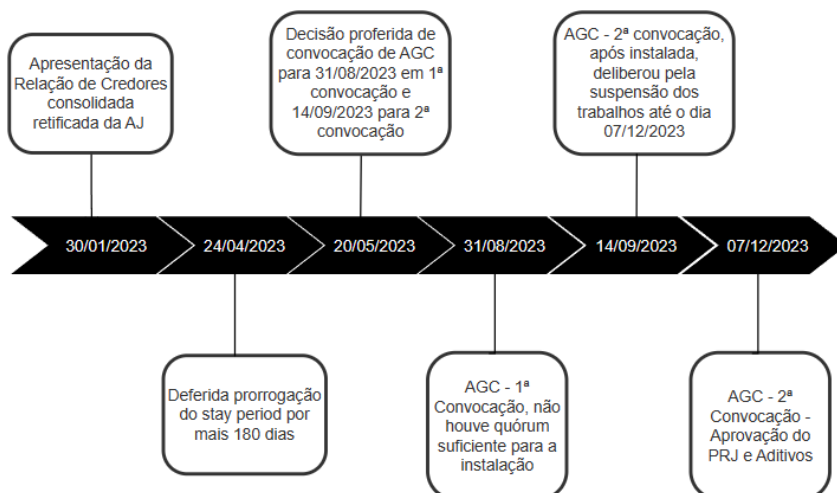 Apresentação da
Relação de Credores
consolidada
retificada da AJ
Decisão proferida de
convocação de AGC
para 31/08/2023 em 1ª
convocação e
14/09/2023 para 2ª
convocação
AGC - 2ª convocação,
após instalada,
deliberou pela
suspensão dos
trabalhos até o dia
07/12/2023
30/01/2023
24/04/2023
20/05/2023
31/08/2023
14/09/2023
07/12/2023
Deferida prorrogação
do stay period por
mais 180 dias
AGC - 1ª
Convocação, não
houve quórum
suficiente para a
instalação
AGC - 2ª
Convocação -
Aprovação do
PRJ e Aditivos